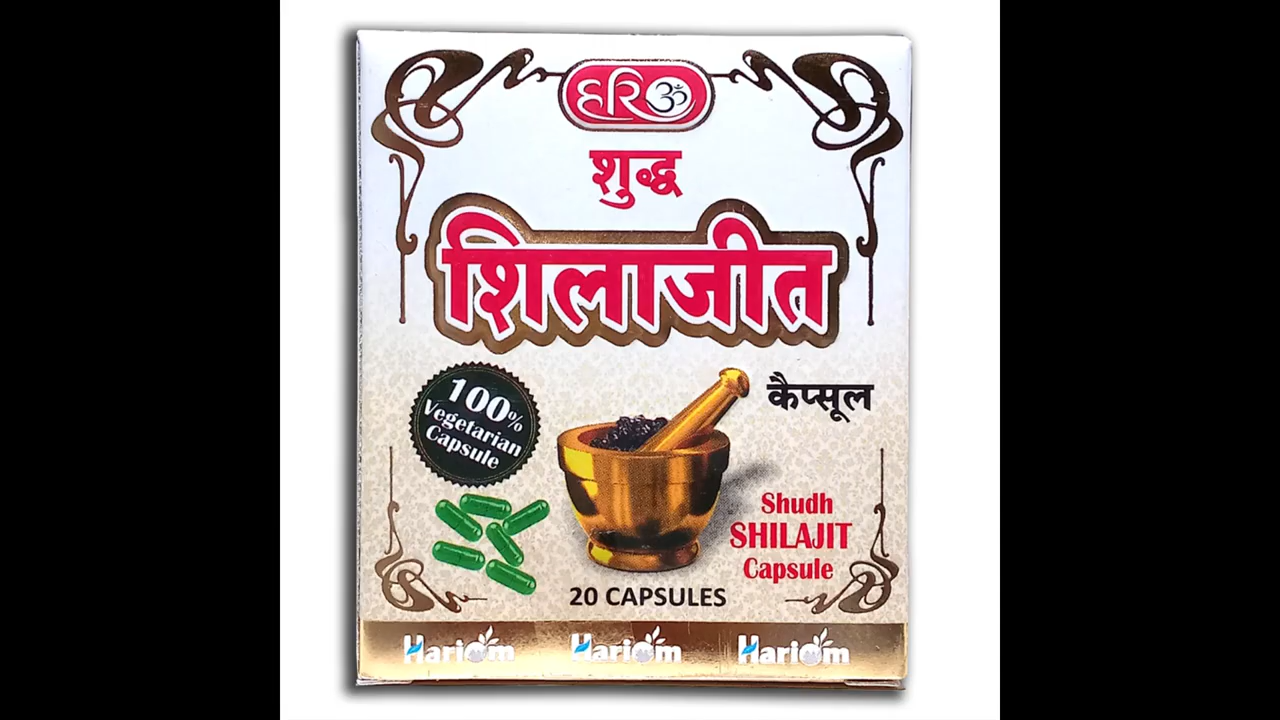 हरि ॐ
शुद्ध
शिलाजीत
कैप्सूल
100%
Vegetarian
Capsule
Shudh
SHILAJIT
Capsule
20 CAPSULES
Hariom Hariom Hariom